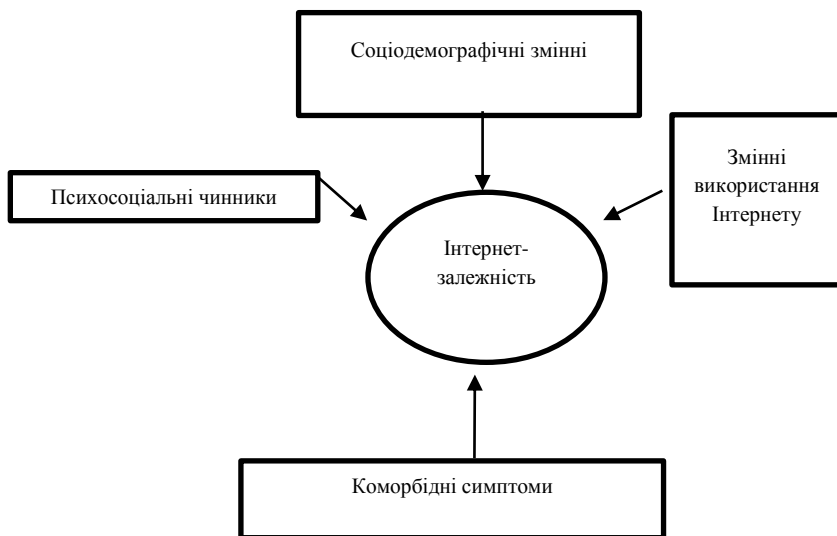 Соціодемографічні змінні
Змінні
використання
Інтернету
Психосоціальні чинники
Інтернет-
залежність
Коморбідні симптоми